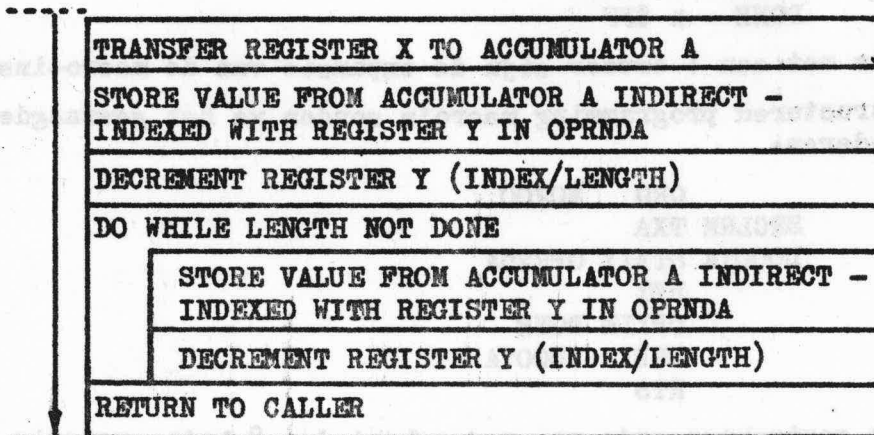 TRANSFER REGISTER X TO ACCUMULATOR A
STORE VALUE FROM ACCUMULATOR A INDIRECT -
INDEXED WITH REGISTER Y IN OPRNDA
DECREMENT REGISTER Y (INDEX/LENGTH)
DO WHILE LENGTH NOT DONE
STORE VALUE FROM ACCUMULATOR A INDIRECT -
INDEXED WITH REGISTER Y IN OPRNDA
DECREMENT REGISTER Y (INDEX/LENGTH)
RETURN TO CALLER